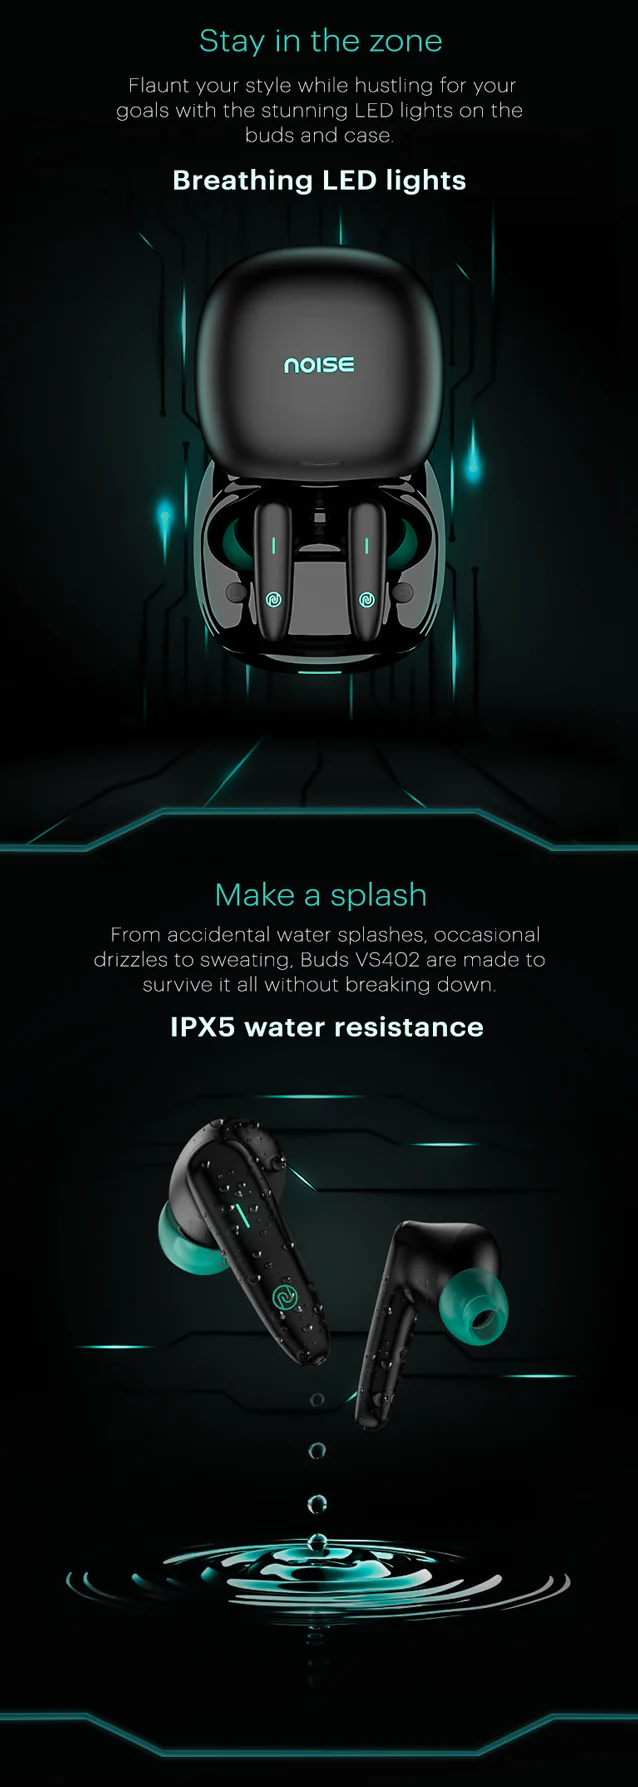 Stay in the zone
Flaunt your style while hustling for your
goals with the stunning LED lights on the
buds and case.
Breathing LED lights
NOISE
Make a splash
From accidental water splashes, occasional
drizzles to sweating, Buds VS402 are made to
survive it all without breaking down.
IPX5 water resistance